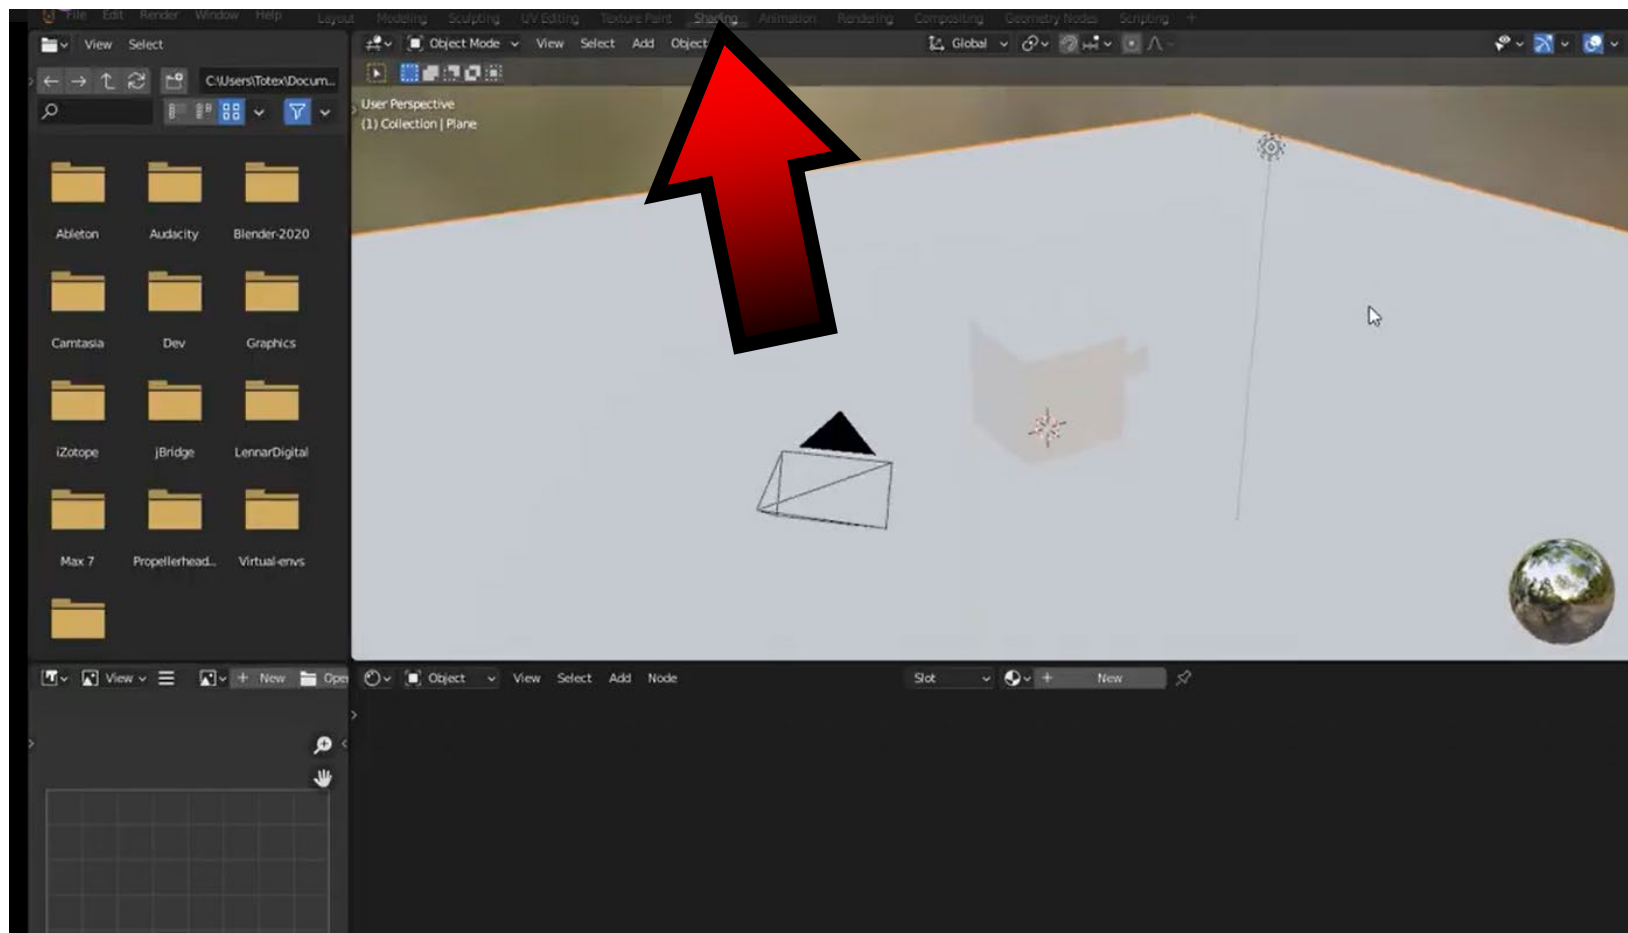 File Edit Render Window Help Layout Modeling Sculpting UV Editing Texture Paint Shading Animation Rendering Compositing Geometry Nodes Scripting +
View Select
Object Mode View Select Add Object Global
C:\Users\Totex\Docum...
User Perspective
(1) Collection | Plane
Ableton Audacity Blender-2020
Camtasia Dev Graphics
iZotope jBridge LennarDigital
Max 7 Propellerhead... Virtual-envs
View + New Ope
Object View Select Add Node Slot + New